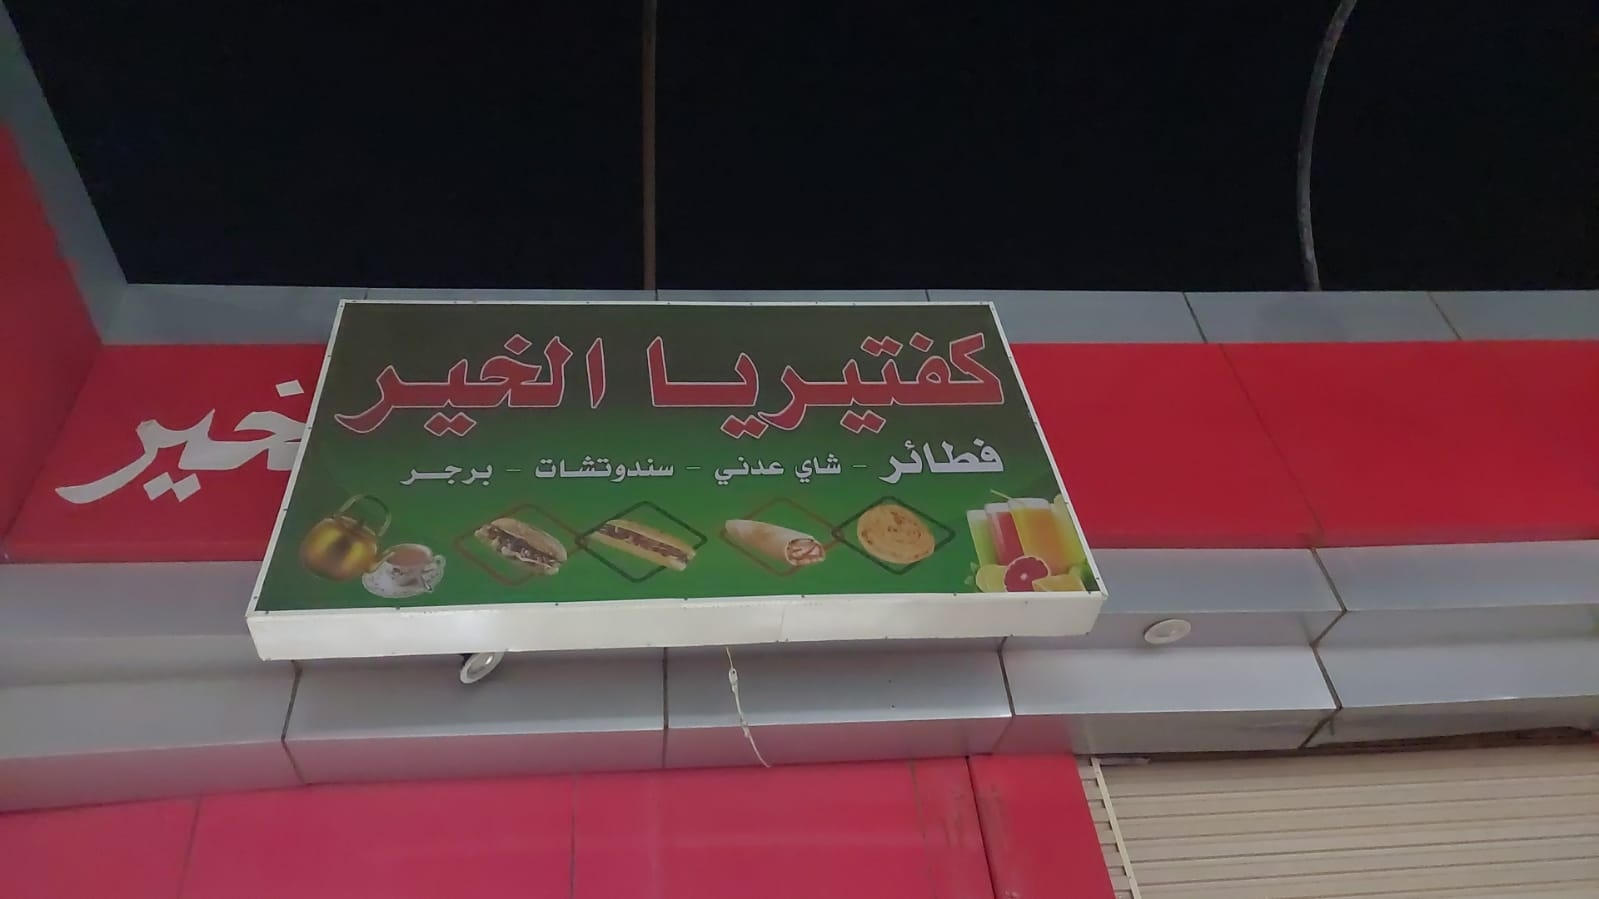 كفتيريا الخير
فطائر - شاي عدني - سندوتشات - برجر
خير